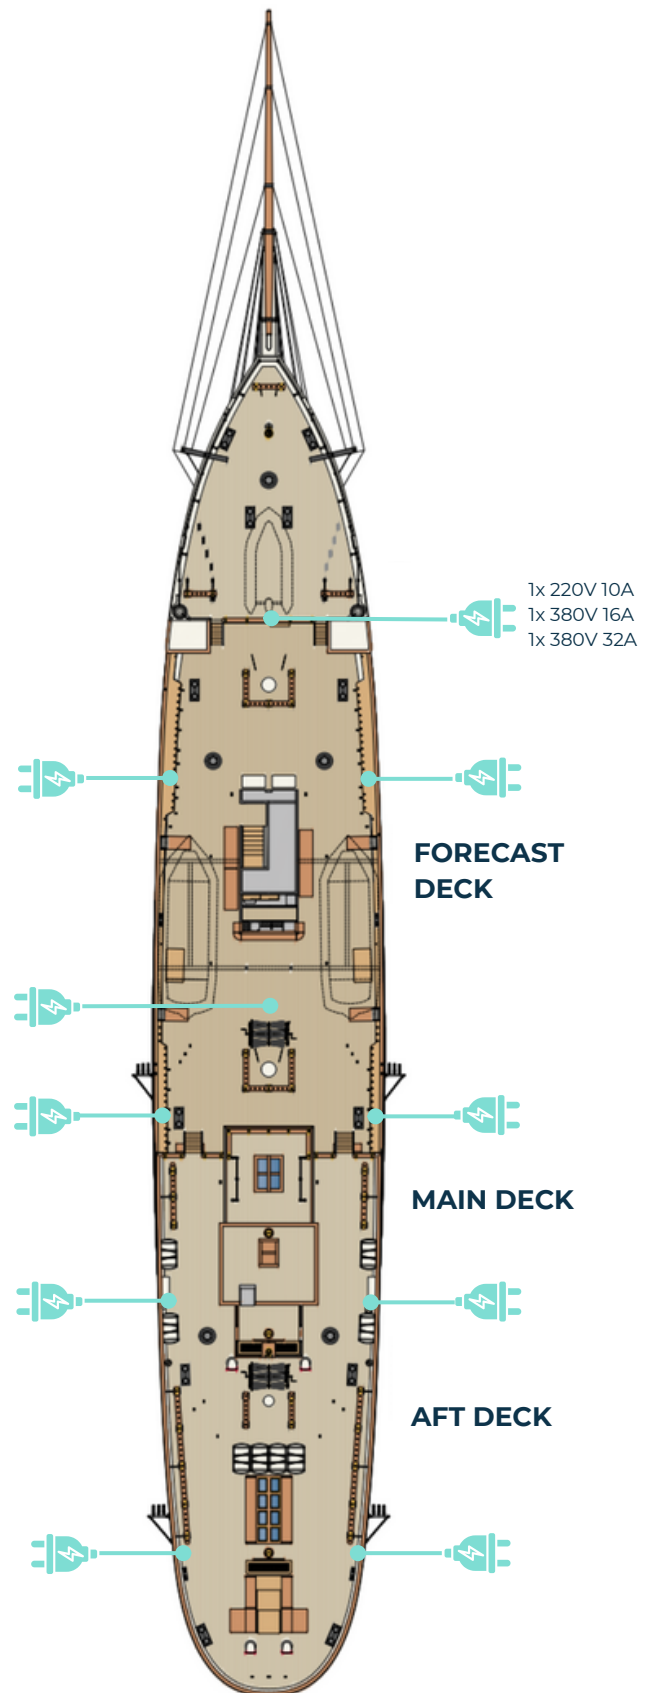 1x 220V 10A
1x 380V 16A
1x 380V 32A
FORECAST
DECK
MAIN DECK
AFT DECK